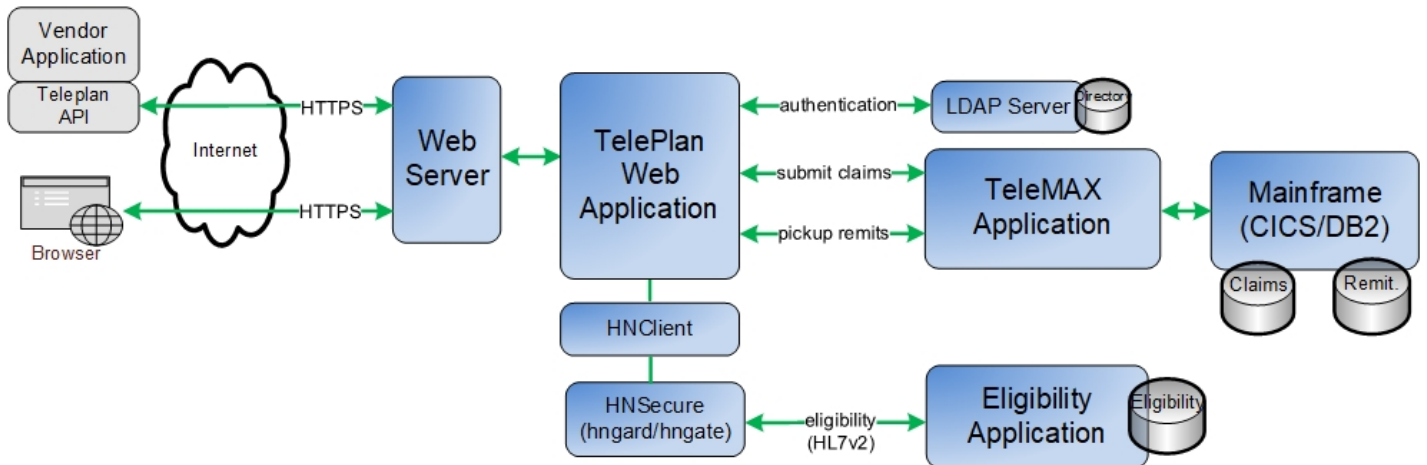 Vendor
Application
Teleplan
API
HTTPS
Internet
HTTPS
Browser
Web
Server
TelePlan
Web
Application
authentication
submit claims
pickup remits
LDAP Server
Directory
TeleMAX
Application
Mainframe
(CICS/DB2)
Claims
Remit.
HNClient
HNSecure
(hngard/hngate)
eligibility
(HL7v2)
Eligibility
Application
Eligibility